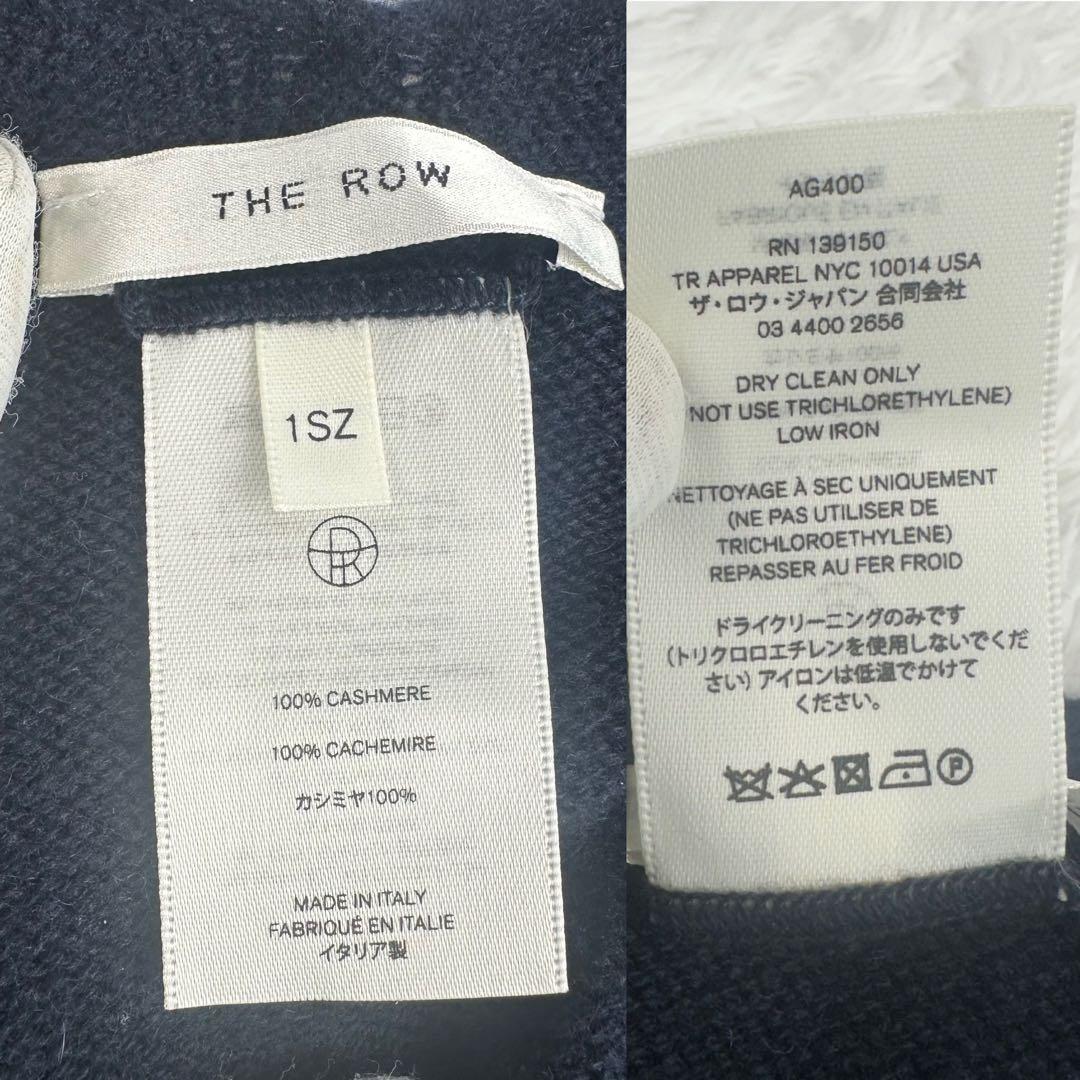 THE ROW
1SZ
100% CASHMERE
100% CACHEMIRE
カシミヤ100%
MADE IN ITALY
FABRIQUÉ EN ITALIE
イタリア製
AG400
RN 139150
TR APPAREL NYC 10014 USA
ザ・ロウ・ジャパン 合同会社
03 4400 2656
DRY CLEAN ONLY
NOT USE TRICHLORETHYLENE)
LOW IRON
NETTOYAGE À SEC UNIQUEMENT
(NE PAS UTILISER DE
TRICHLOROETHYLENE)
REPASSER AU FER FROID
ドライクリーニングのみです
(トリクロロエチレンを使用しないでくだ
さい) アイロンは低温でかけて
ください。
P